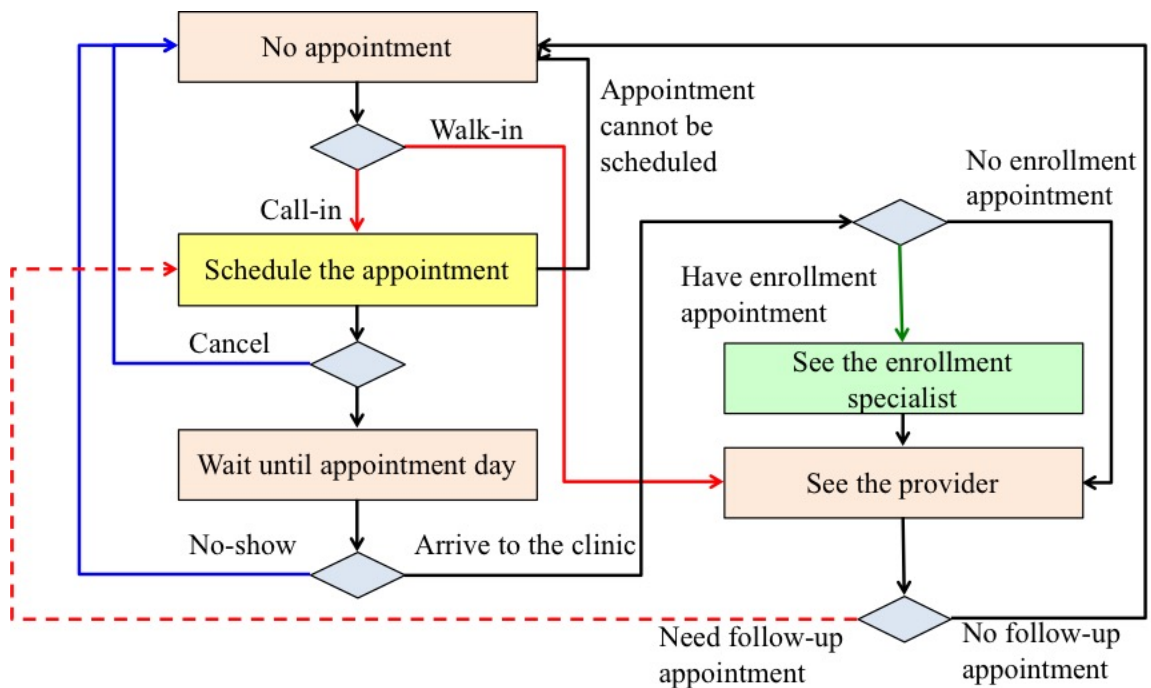 No appointment
Appointment
cannot be
scheduled
Walk-in
No enrollment
appointment
Call-in
Schedule the appointment
Have enrollment
appointment
Cancel
See the enrollment
specialist
Wait until appointment day
See the provider
No-show
Arrive to the clinic
Need follow-up
appointment
No follow-up
appointment